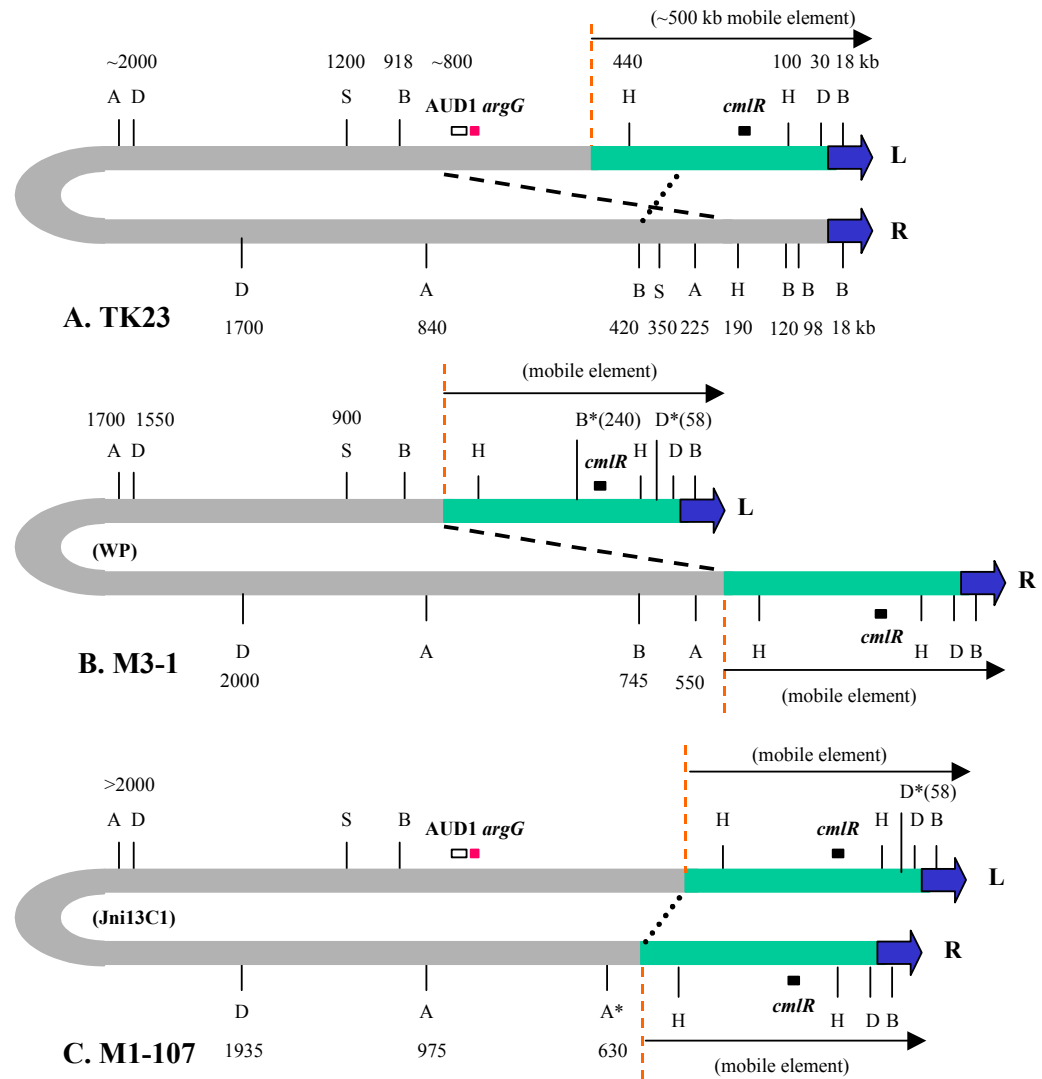 (~500 kb mobile element)
~2000 1200 918 ~800 440 100 30 18 kb
A D S B H H D B
AUD1 argG cmlR
L
R
D A B S A H B B B
A. TK23
1700 840 420 350 225 190 120 98 18 kb
(mobile element)
1700 1550 900 B*(240) D*(58)
A D S B H H D B
cmlR
L
(WP)
R
D A B A H H D B
cmlR
B. M3-1
2000 745 550
(mobile element)
(mobile element)
>2000 D*(58)
A D S B H H D B
AUD1 argG cmlR
L
(Jni13C1)
R
D A A* H H D B
cmlR
C. M1-107
1935 975 630
(mobile element)